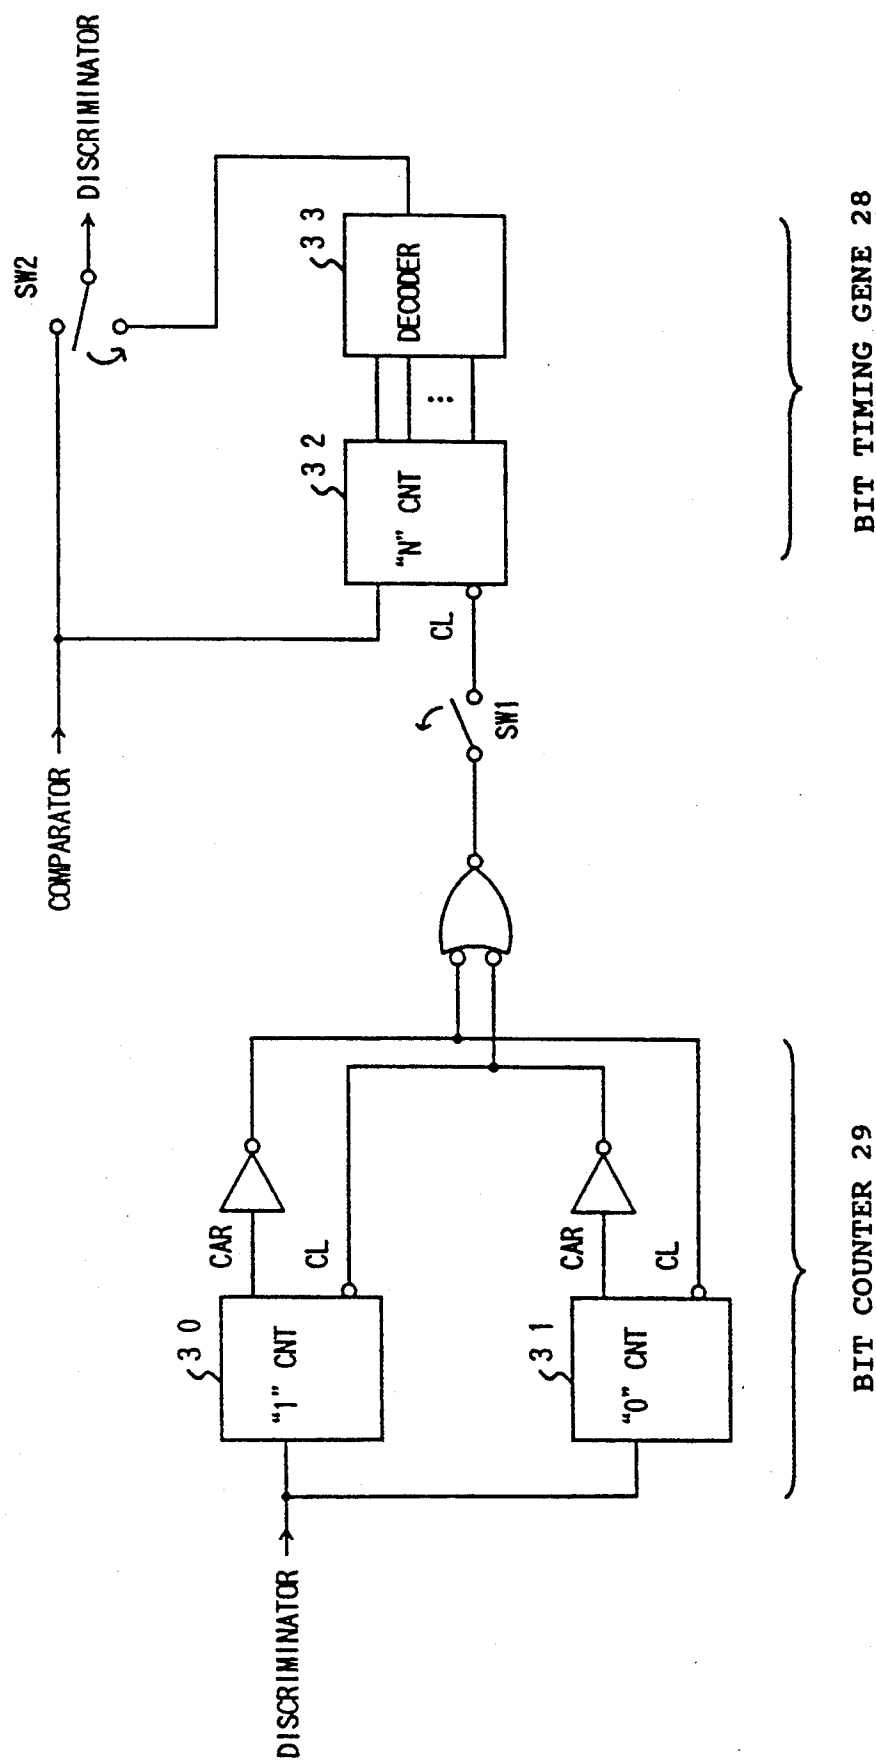 SW2
DISCRIMINATOR
COMPARATOR
33
DECODER
32
"N" CNT
CL
SW1
BIT TIMING GENE 28
DISCRIMINATOR
30
"1" CNT
CAR
CL
31
"0" CNT
CAR
CL
BIT COUNTER 29